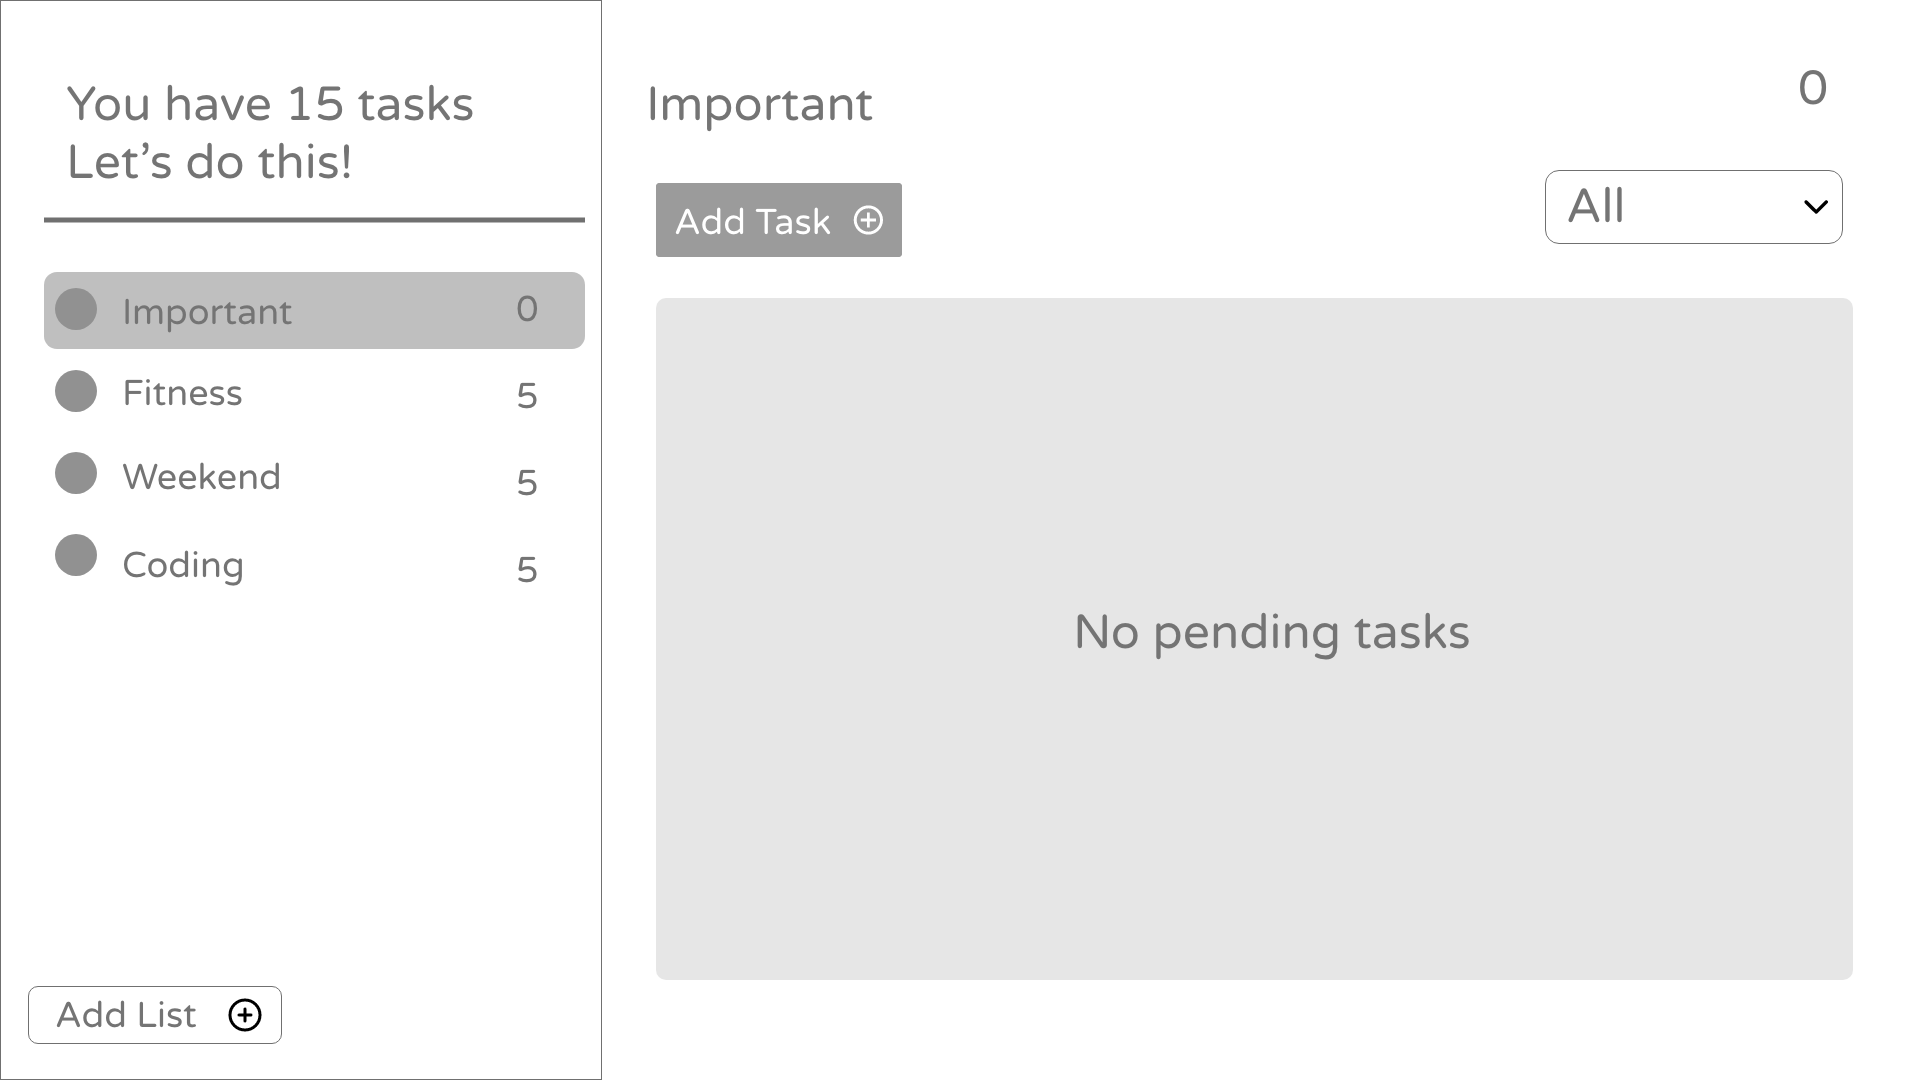 You have 15 tasks
Let’s do this!
Important 0
Fitness 5
Weekend 5
Coding 5
Add List
Important 0
Add Task
All
No pending tasks